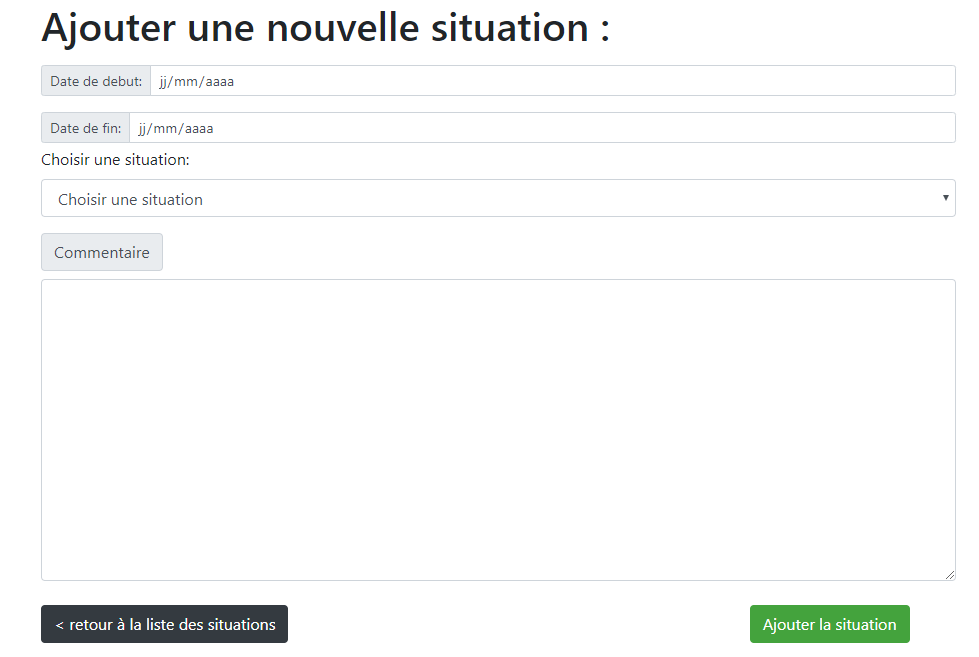 Ajouter une nouvelle situation :
Date de debut: jj/mm/aaaa
Date de fin: jj/mm/aaaa
Choisir une situation:
Choisir une situation
Commentaire
< retour à la liste des situations
Ajouter la situation